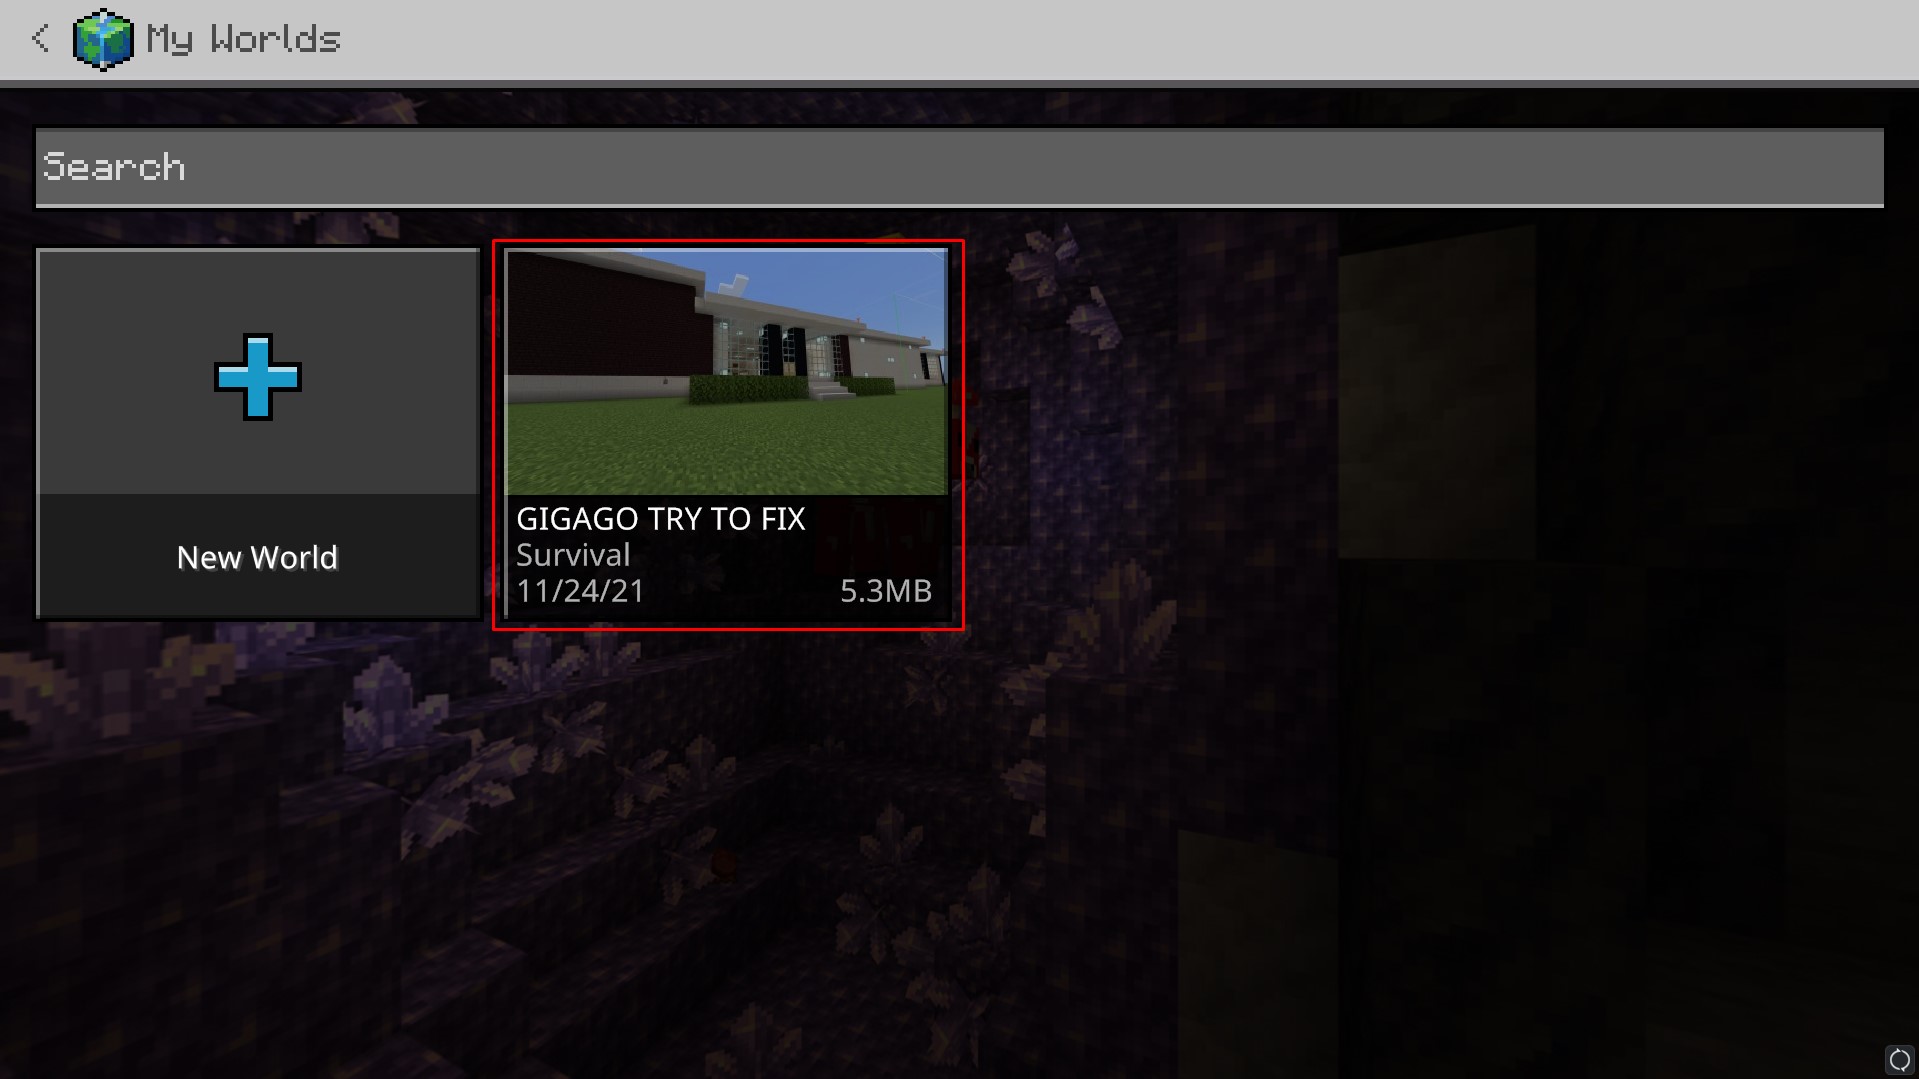 My Worlds
Search
New World
GIGAGO TRY TO FIX
Survival
11/24/21 5.3MB